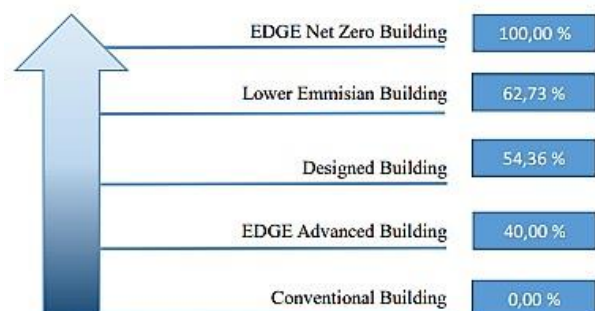 EDGE Net Zero Building 100,00 %
Lower Emmisian Building 62,73 %
Designed Building 54,36 %
EDGE Advanced Building 40,00 %
Conventional Building 0,00 %